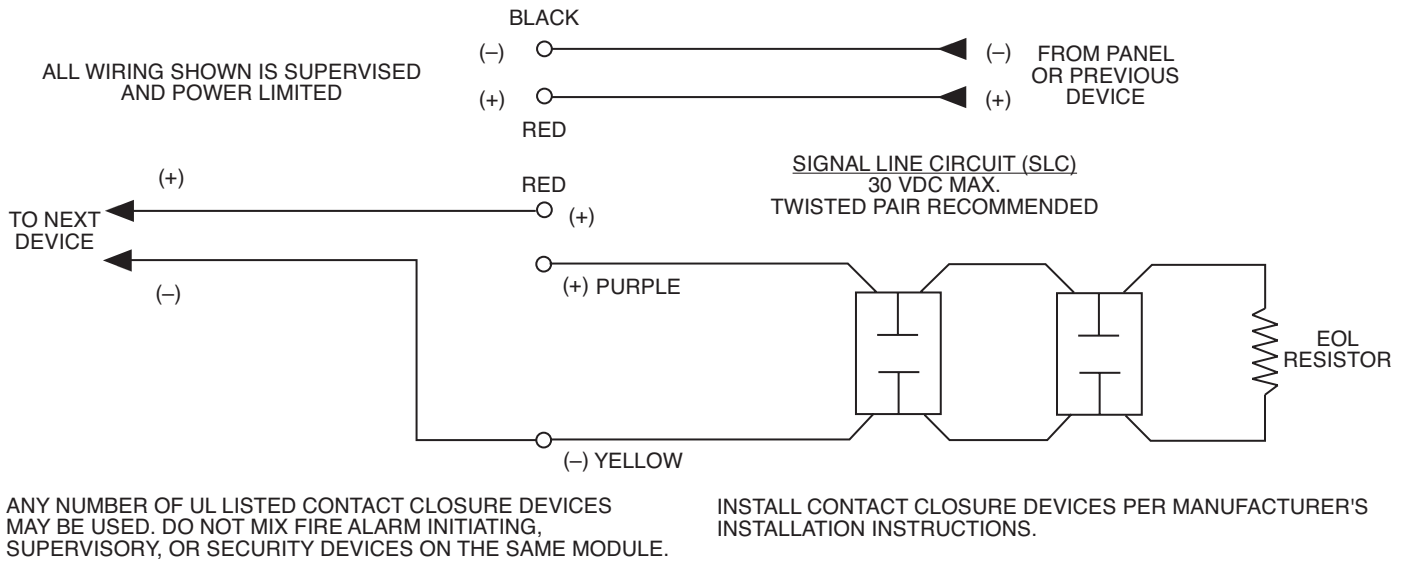 BLACK
(–)
(–)
FROM PANEL
OR PREVIOUS
DEVICE
ALL WIRING SHOWN IS SUPERVISED
AND POWER LIMITED
(+)
(+)
RED
SIGNAL LINE CIRCUIT (SLC)
30 VDC MAX.
TWISTED PAIR RECOMMENDED
(+)
RED
(+)
TO NEXT
DEVICE
(–)
(+) PURPLE
EOL
RESISTOR
(–) YELLOW
ANY NUMBER OF UL LISTED CONTACT CLOSURE DEVICES
MAY BE USED. DO NOT MIX FIRE ALARM INITIATING,
SUPERVISORY, OR SECURITY DEVICES ON THE SAME MODULE.
INSTALL CONTACT CLOSURE DEVICES PER MANUFACTURER'S
INSTALLATION INSTRUCTIONS.